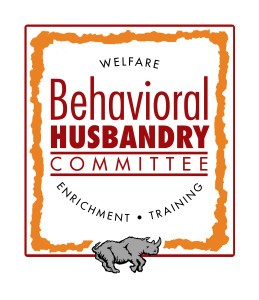 WELFARE
Behavioral
HUSBANDRY
COMMITTEE
ENRICHMENT • TRAINING